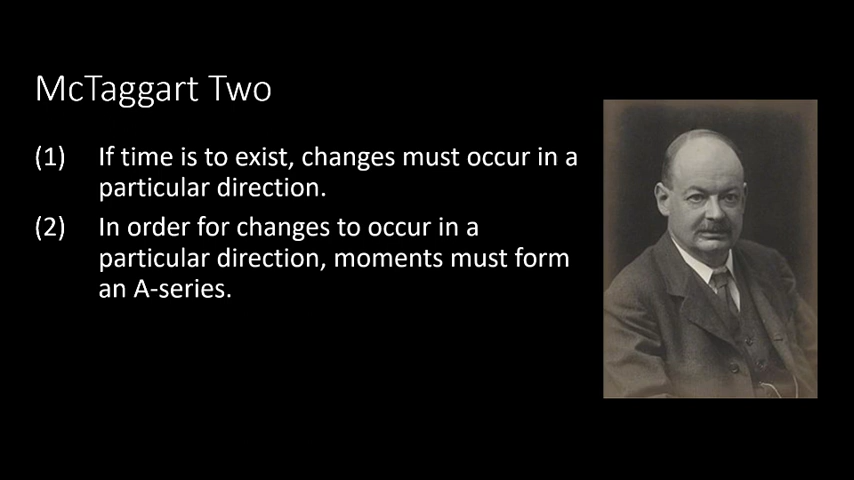 McTaggart Two
(1) If time is to exist, changes must occur in a
particular direction.
(2) In order for changes to occur in a
particular direction, moments must form
an A-series.